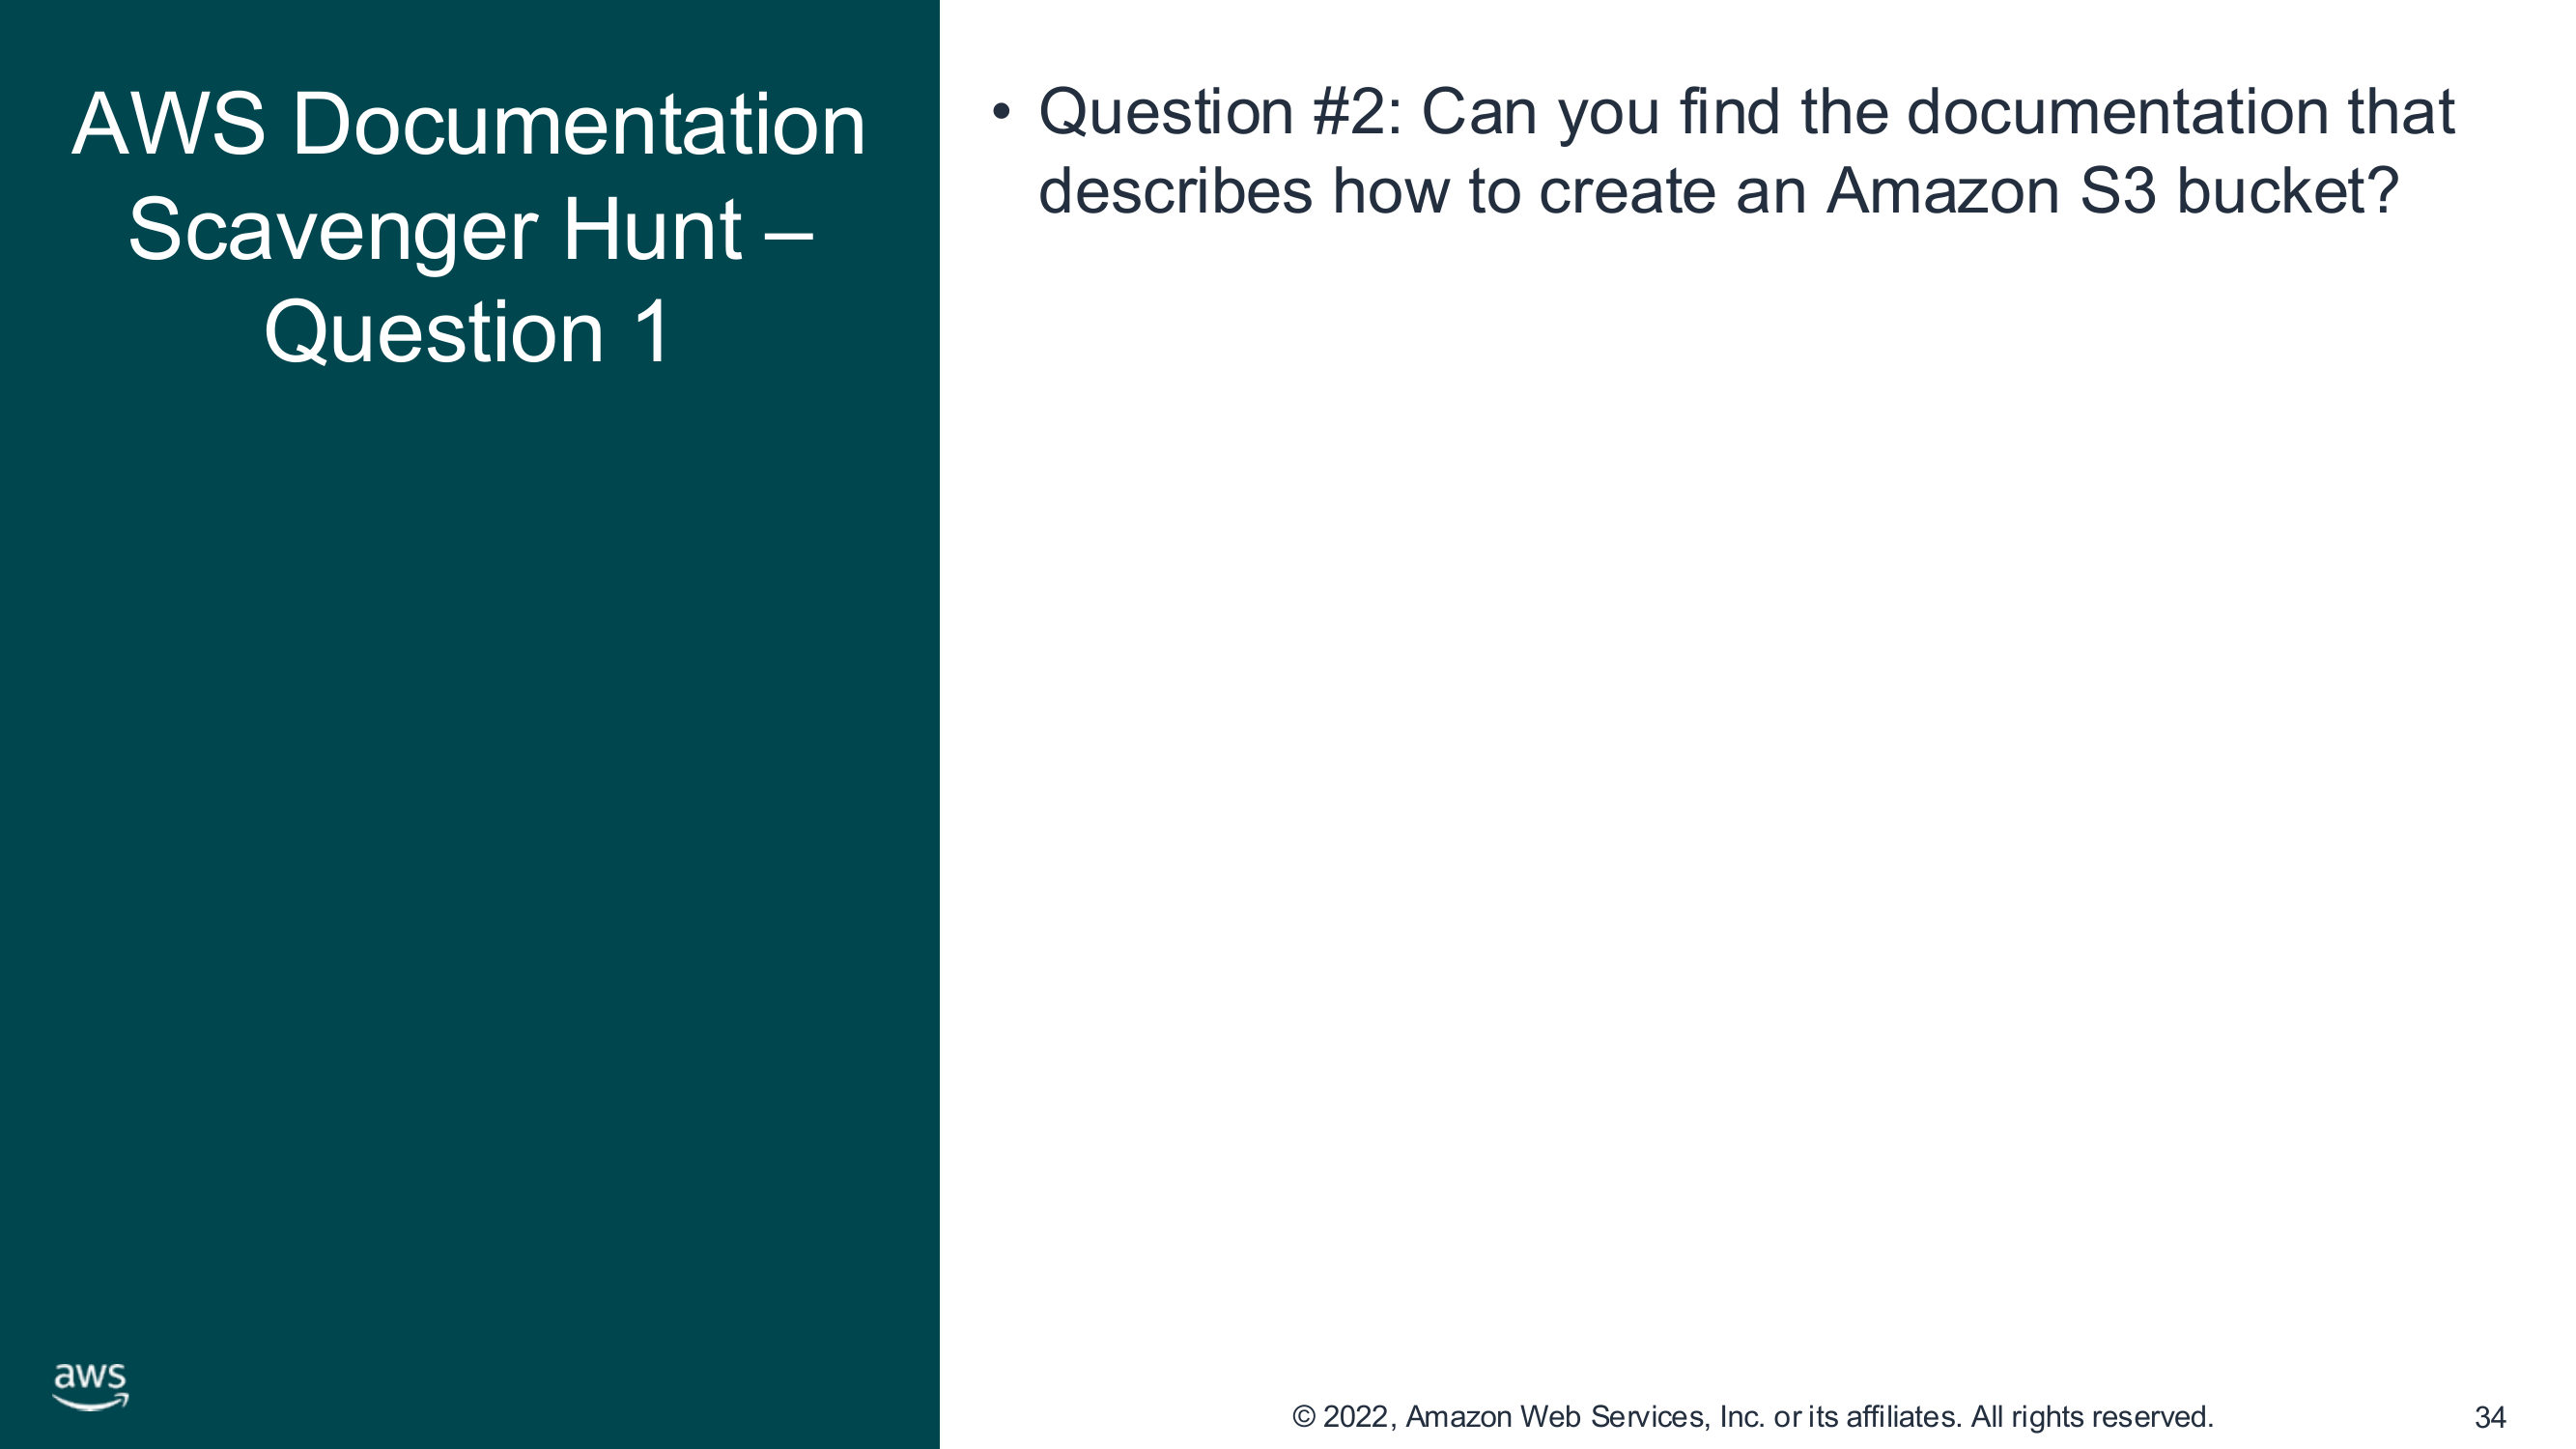 AWS Documentation
Scavenger Hunt –
Question 1
• Question #2: Can you find the documentation that
describes how to create an Amazon S3 bucket?
aws
© 2022, Amazon Web Services, Inc. or its affiliates. All rights reserved.
34